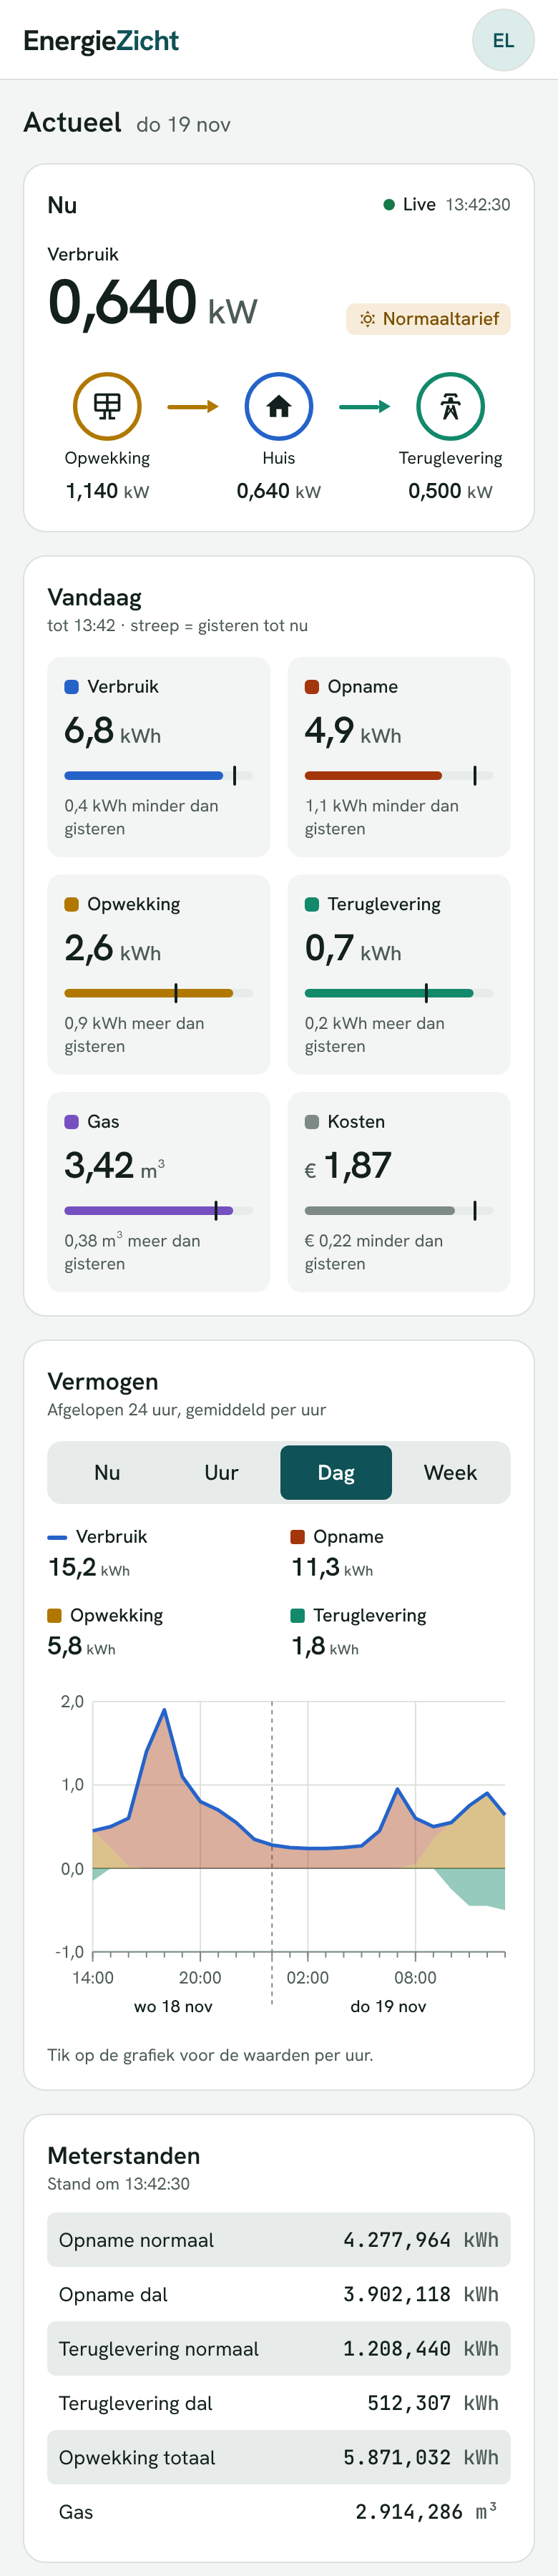 EnergieZicht
EL
Actueel do 19 nov
Nu
Live 13:42:30
Verbruik
0,640 kW
Normaaltarief
Opwekking
1,140 kW
Huis
0,640 kW
Teruglevering
0,500 kW
Vandaag
tot 13:42 · streep = gisteren tot nu
Verbruik
6,8 kWh
0,4 kWh minder dan
gisteren
Opname
4,9 kWh
1,1 kWh minder dan
gisteren
Opwekking
2,6 kWh
0,9 kWh meer dan
gisteren
Teruglevering
0,7 kWh
0,2 kWh meer dan
gisteren
Gas
3,42 m³
0,38 m³ meer dan
gisteren
Kosten
€ 1,87
€ 0,22 minder dan
gisteren
Vermogen
Afgelopen 24 uur, gemiddeld per uur
Nu Uur Dag Week
Verbruik
15,2 kWh
Opname
11,3 kWh
Opwekking
5,8 kWh
Teruglevering
1,8 kWh
2,0
1,0
0,0
-1,0
14:00 20:00 02:00 08:00
wo 18 nov do 19 nov
Tik op de grafiek voor de waarden per uur.
Meterstanden
Stand om 13:42:30
Opname normaal 4.277,964 kWh
Opname dal 3.902,118 kWh
Teruglevering normaal 1.208,440 kWh
Teruglevering dal 512,307 kWh
Opwekking totaal 5.871,032 kWh
Gas 2.914,286 m³